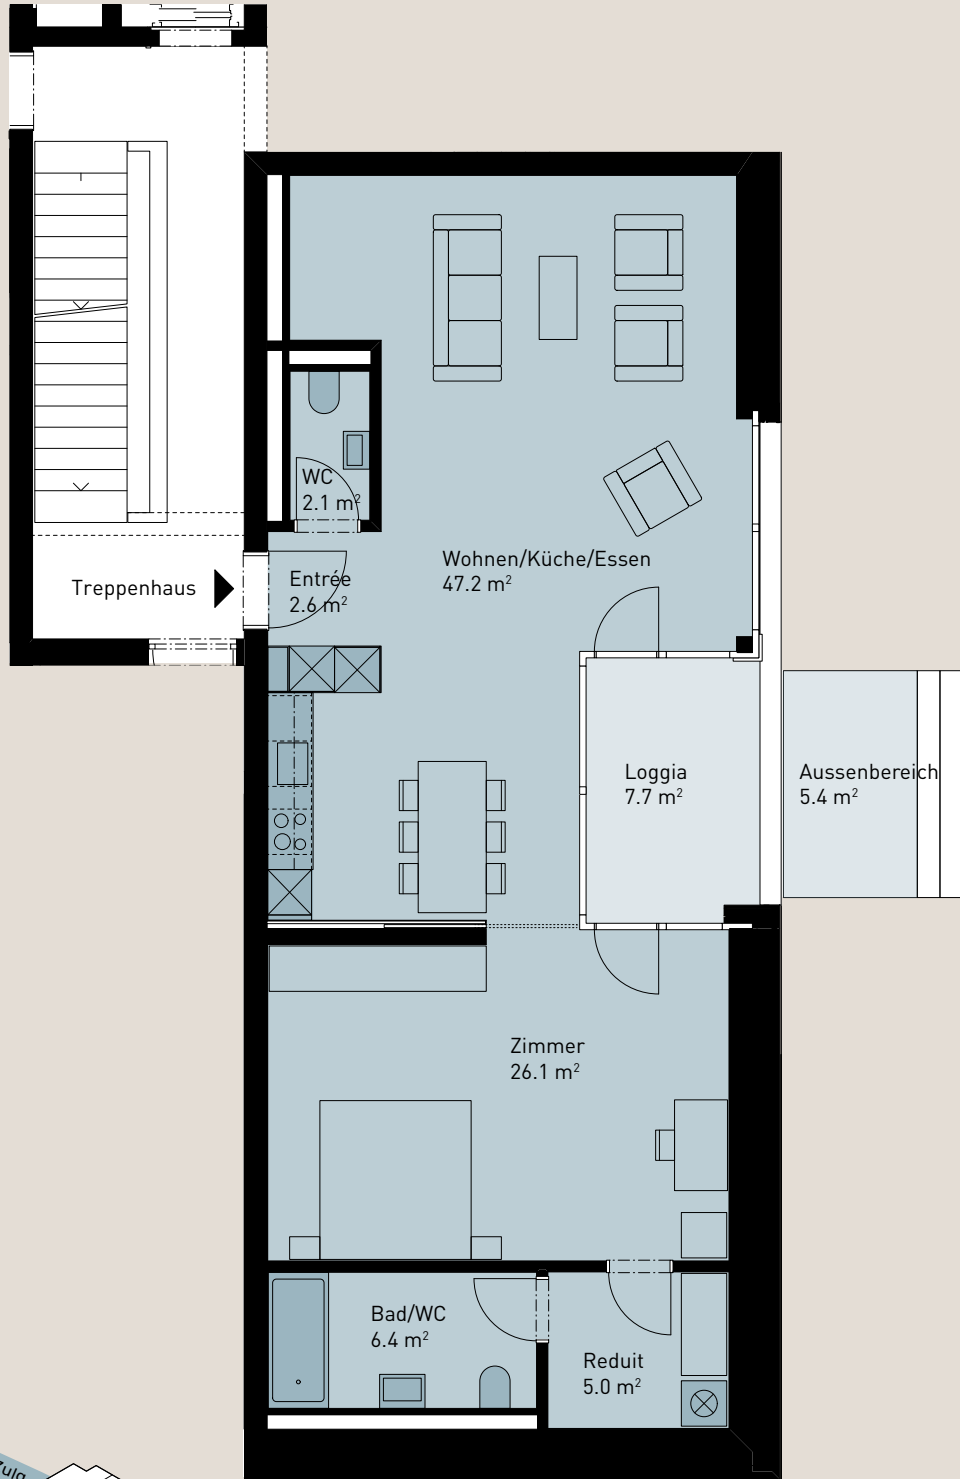 WC
2.1 m²
Entrée
2.6 m²
Wohnen/Küche/Essen
47.2 m²
Treppenhaus
Loggia
7.7 m²
Aussenbereich
5.4 m²
Zimmer
26.1 m²
Bad/WC
6.4 m²
Reduit
5.0 m²
Zulg